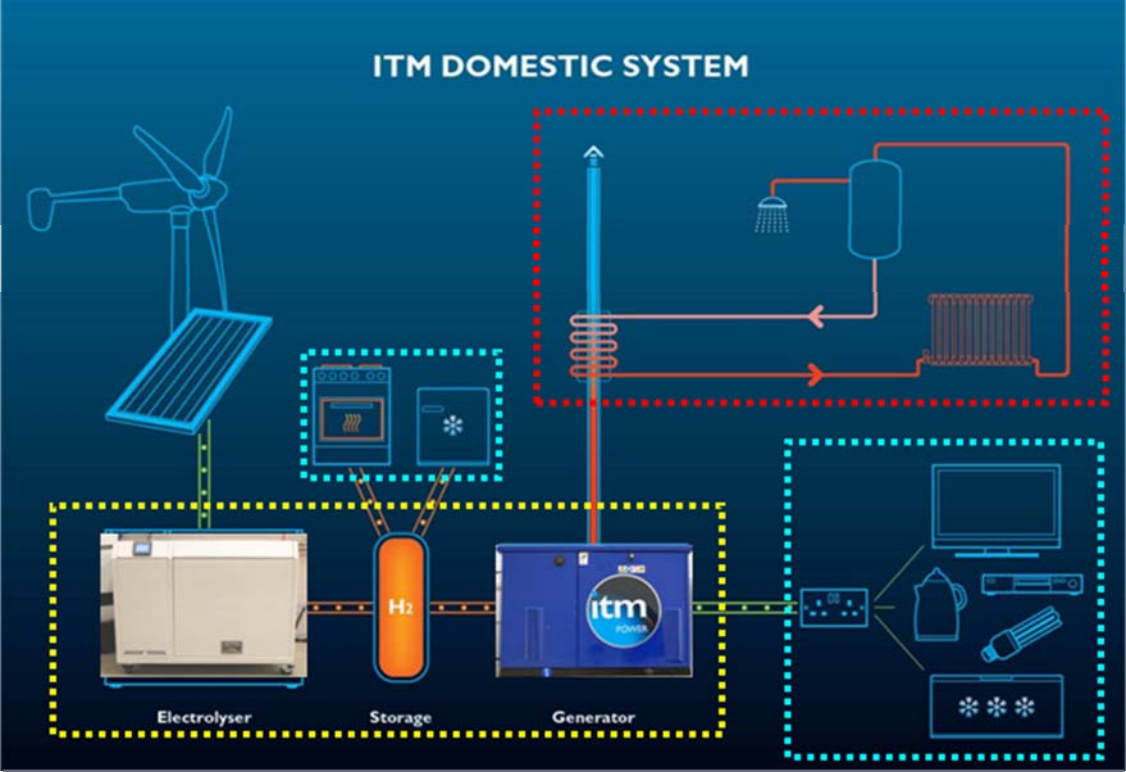 ITM DOMESTIC SYSTEM
H2
itm
POWER
Electrolyser
Storage
Generator